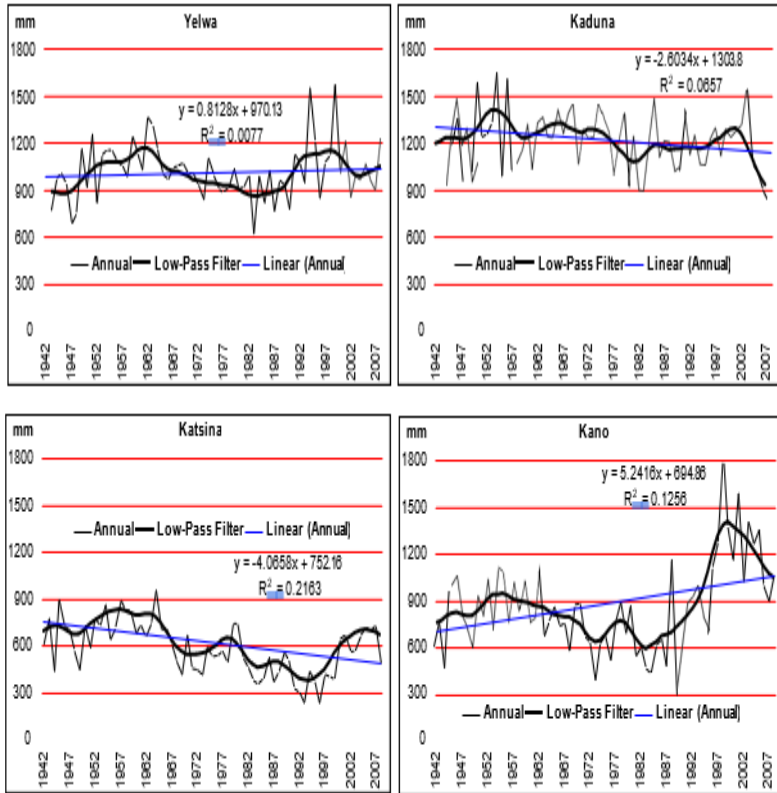 Yelwa
mm
1800
1500
1200
900
600
300
0
y = 0.8128x + 970.13
R² = 0.0077
Annual Low-Pass Filter Linear (Annual)
1942 1947 1952 1957 1962 1967 1972 1977 1982 1987 1992 1997 2002 2007
Kaduna
mm
1800
1500
1200
900
600
300
0
y = -2.6034x + 1303.8
R² = 0.0657
Annual Low-Pass Filter Linear (Annual)
1942 1947 1952 1957 1962 1967 1972 1977 1982 1987 1992 1997 2002 2007
Katsina
mm
1800
1500
1200
900
600
300
0
Annual Low-Pass Filter Linear (Annual)
y = -4.0658x + 752.16
R² = 0.2163
1942 1947 1952 1957 1962 1967 1972 1977 1982 1987 1992 1997 2002 2007
Kano
mm
1800
1500
1200
900
600
300
0
y = 5.2416x + 694.86
R² = 0.1256
Annual Low-Pass Filter Linear (Annual)
1942 1947 1952 1957 1962 1967 1972 1977 1982 1987 1992 1997 2002 2007